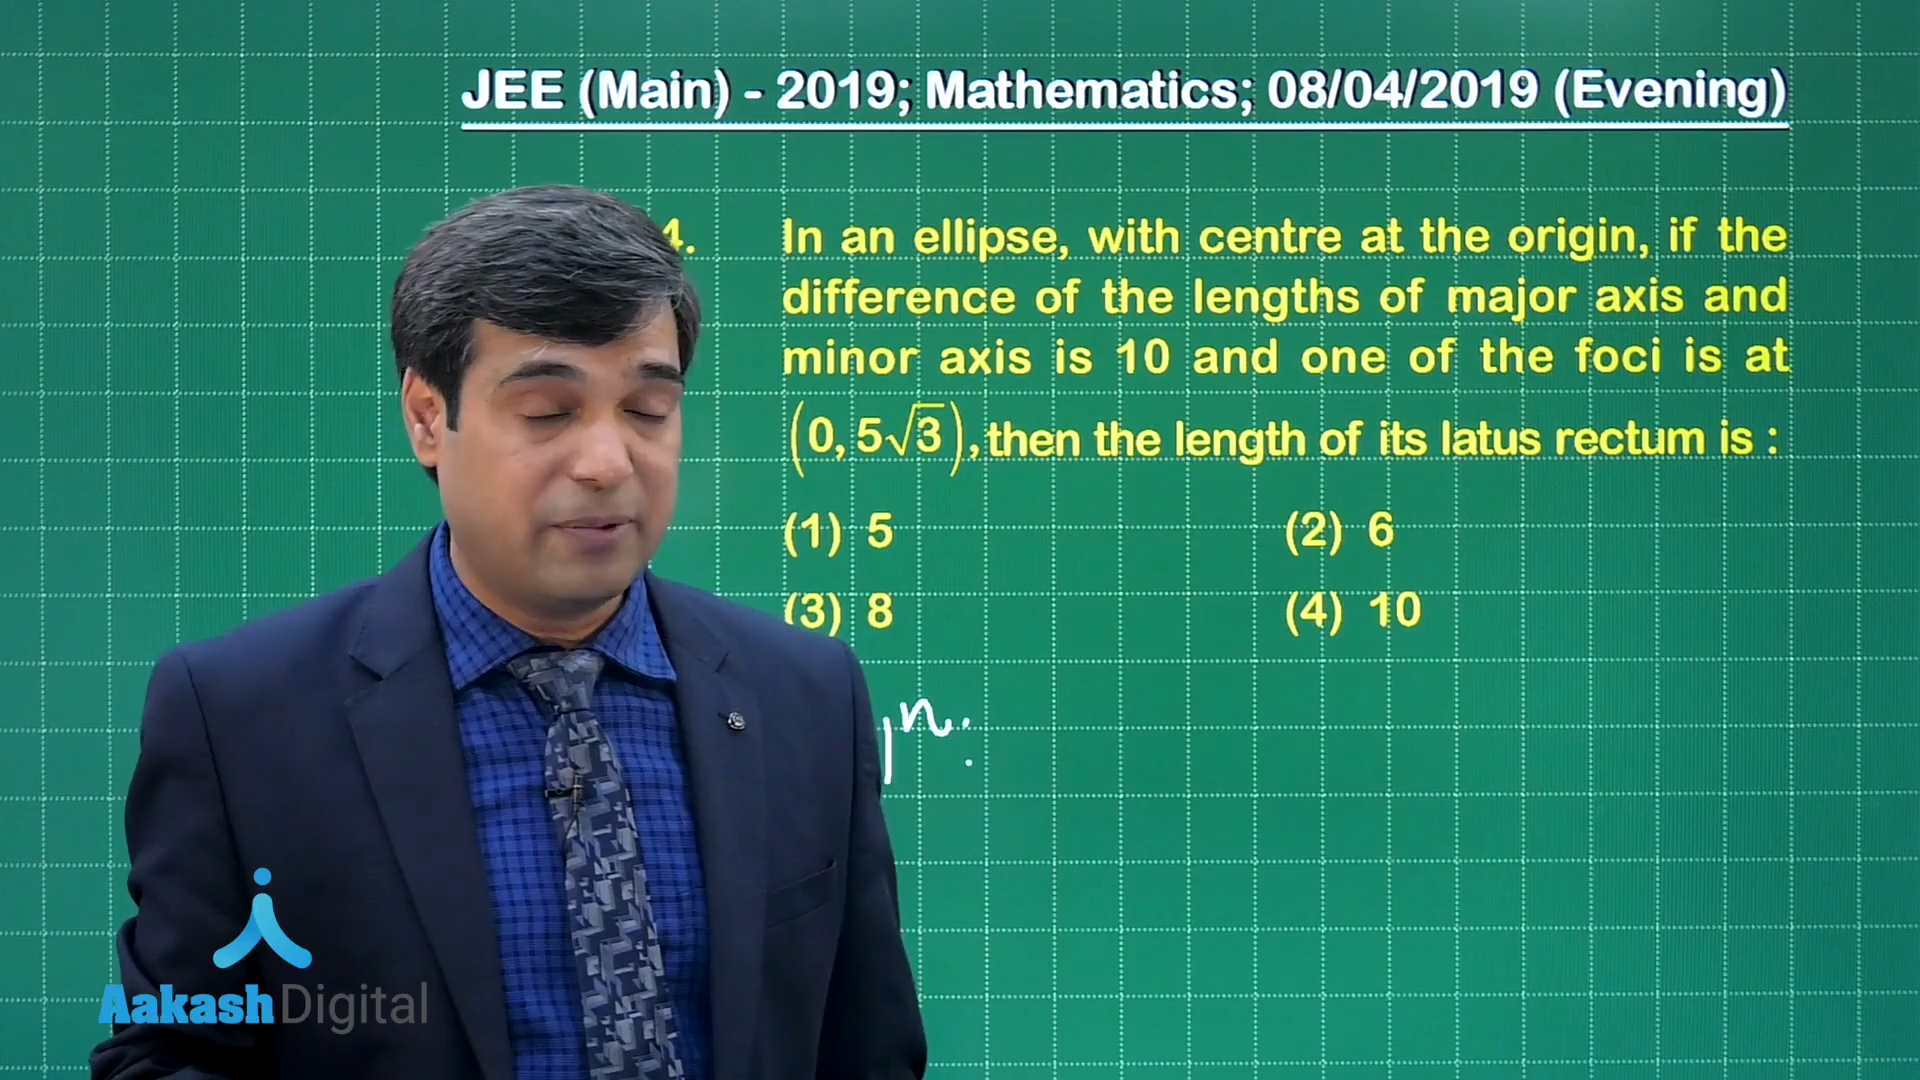 JEE (Main) - 2019; Mathematics; 08/04/2019 (Evening)
4. In an ellipse, with centre at the origin, if the
difference of the lengths of major axis and
minor axis is 10 and one of the foci is at
(0, 5√3), then the length of its latus rectum is :
(1) 5 (2) 6
(3) 8 (4) 10
Aakash Digital